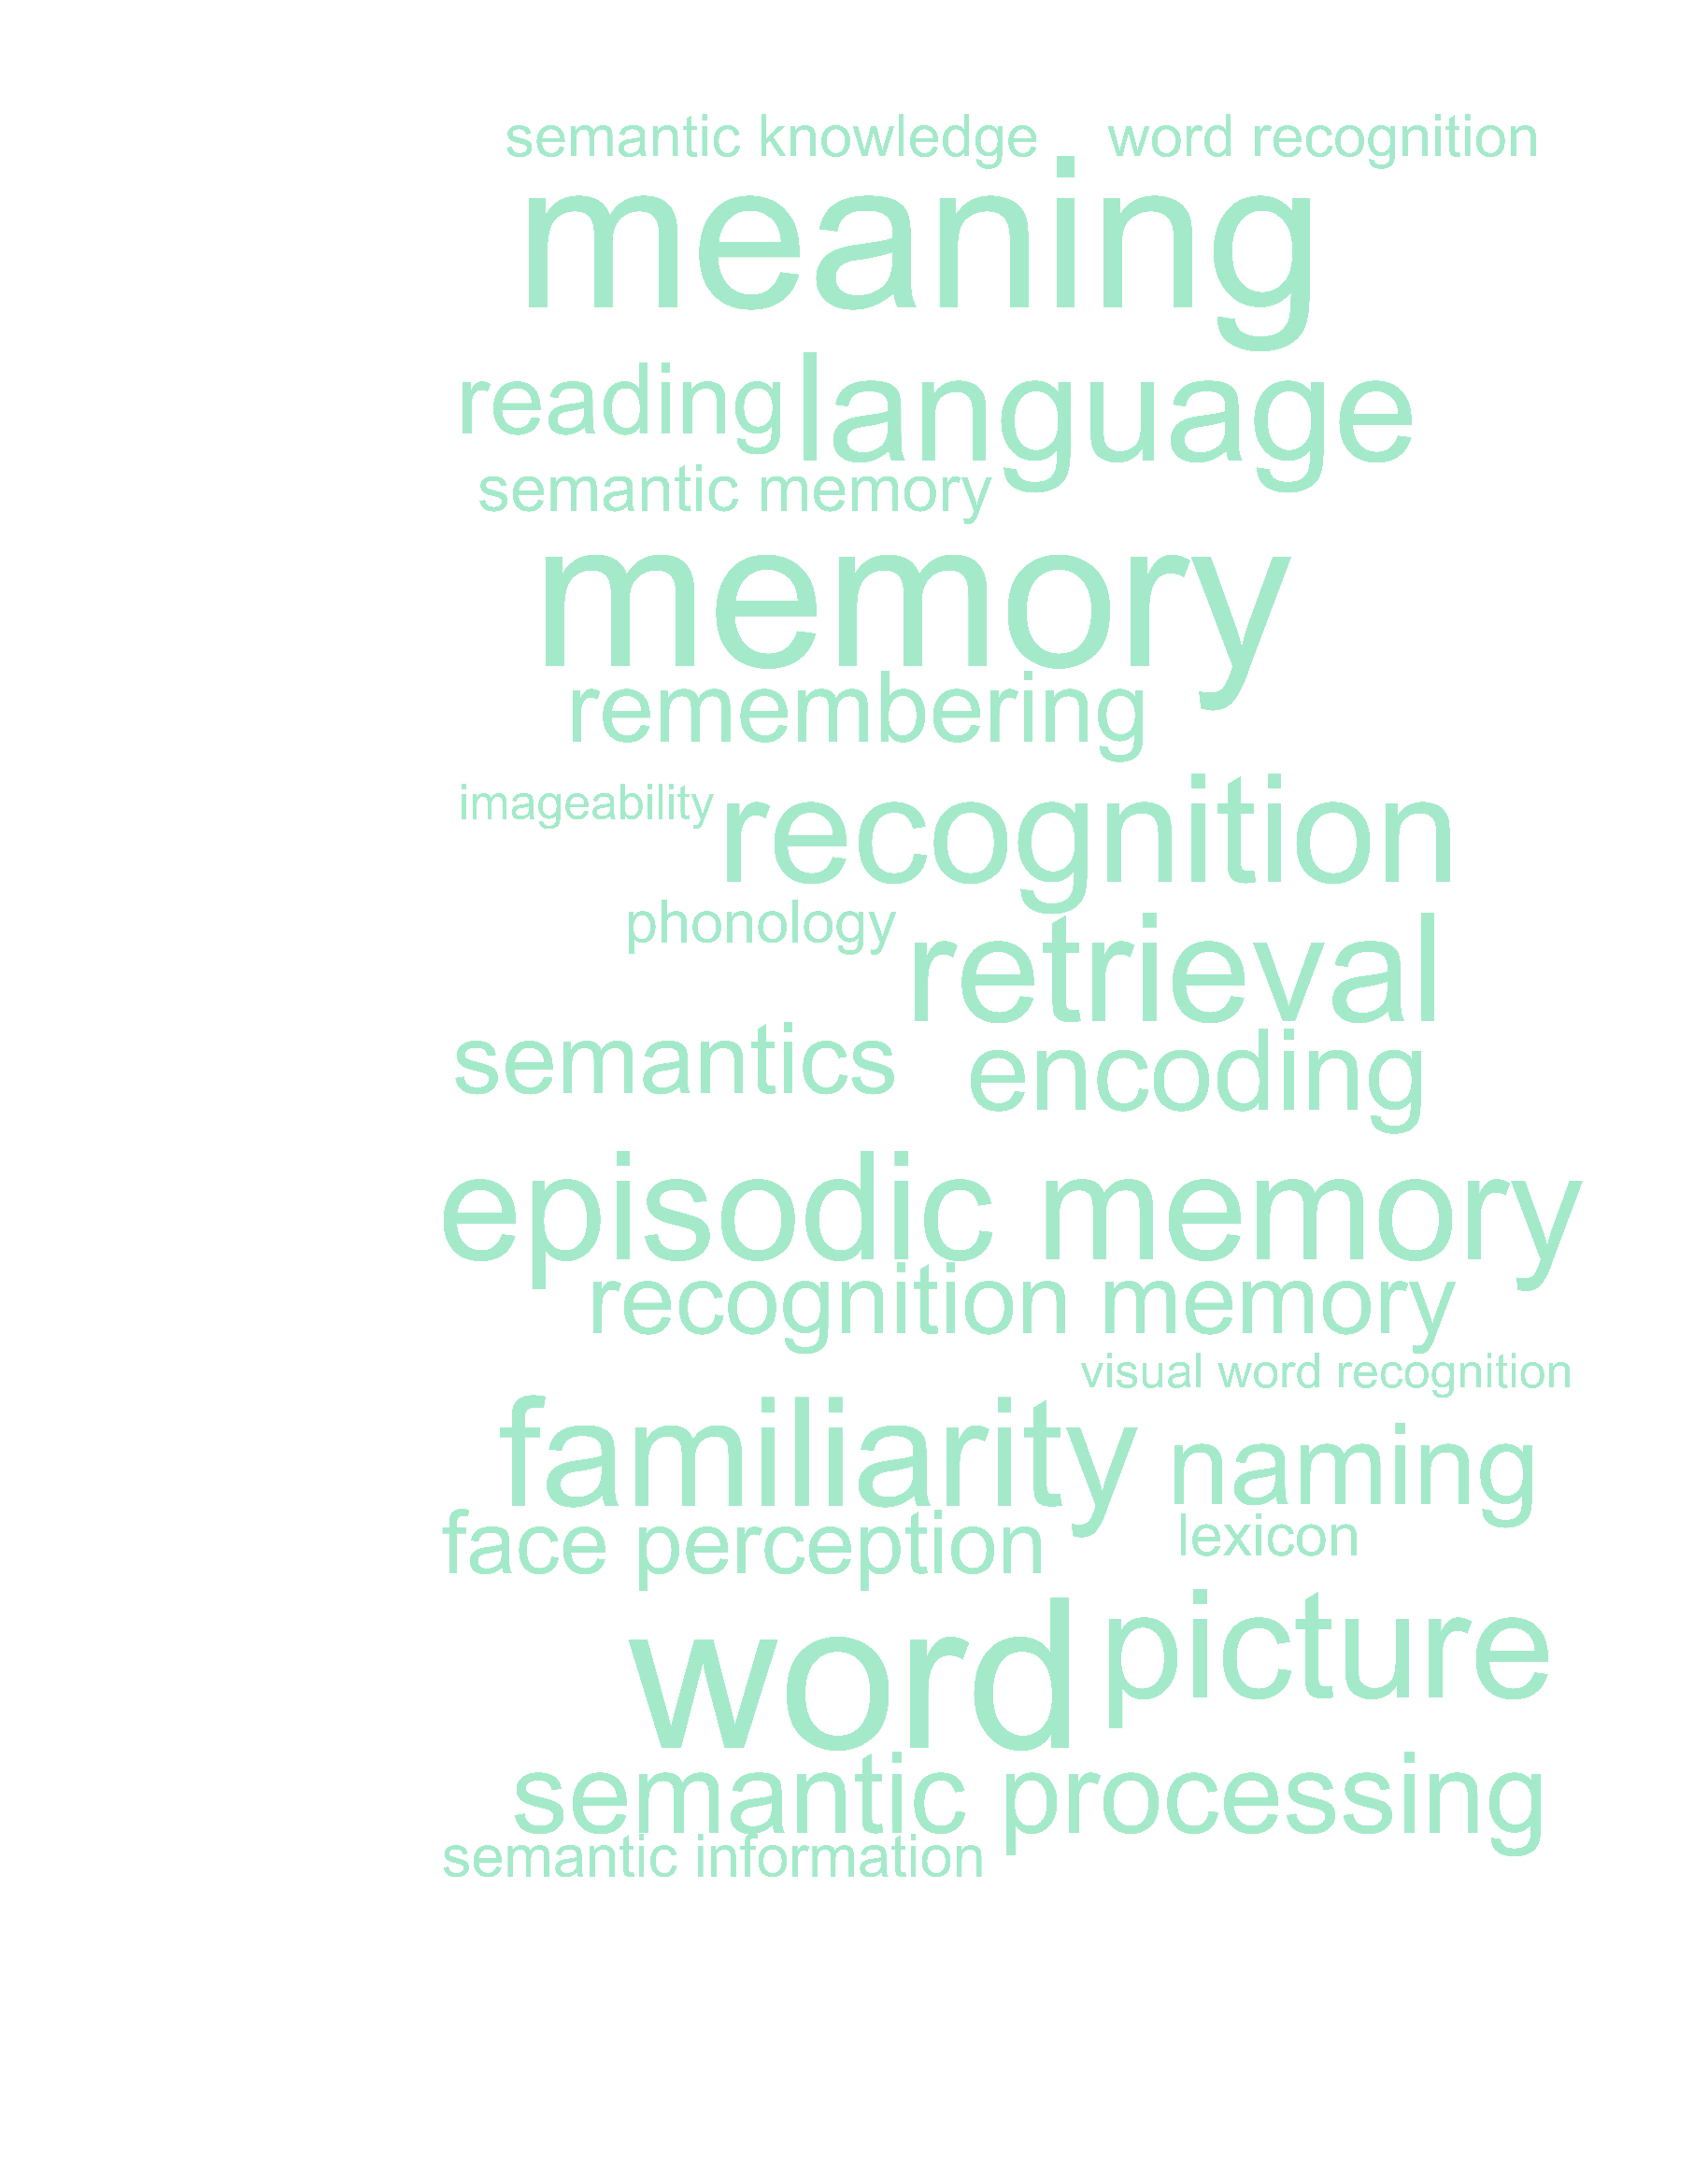 semantic knowledge word recognition
meaning
reading language
semantic memory
memory
remembering
imageability recognition
phonology retrieval
semantics encoding
episodic memory
recognition memory
visual word recognition
familiarity naming
face perception lexicon
word picture
semantic processing
semantic information